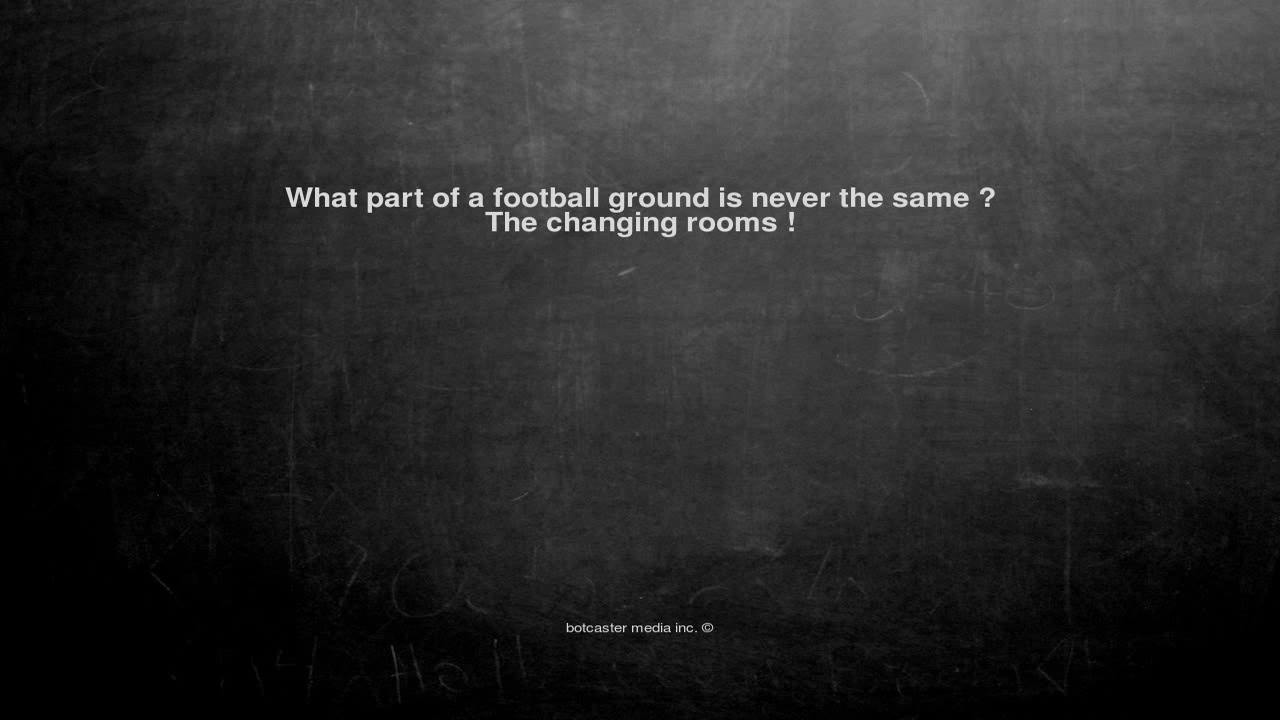 What part of a football ground is never the same ?
The changing rooms !
botcaster media inc. ©